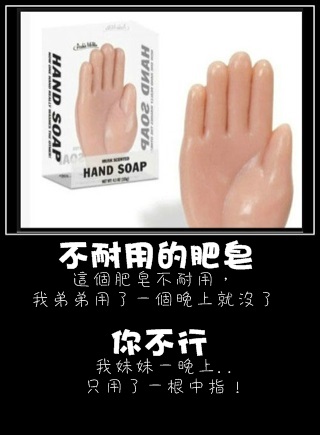 HAND SOAP
HAND SOAP
MUSK SCENTED
HAND SOAP
不耐用的肥皂
這個肥皂不耐用，
我弟弟用了一個晚上就沒了
你不行
我妹妹一晚上..
只用了一根中指！